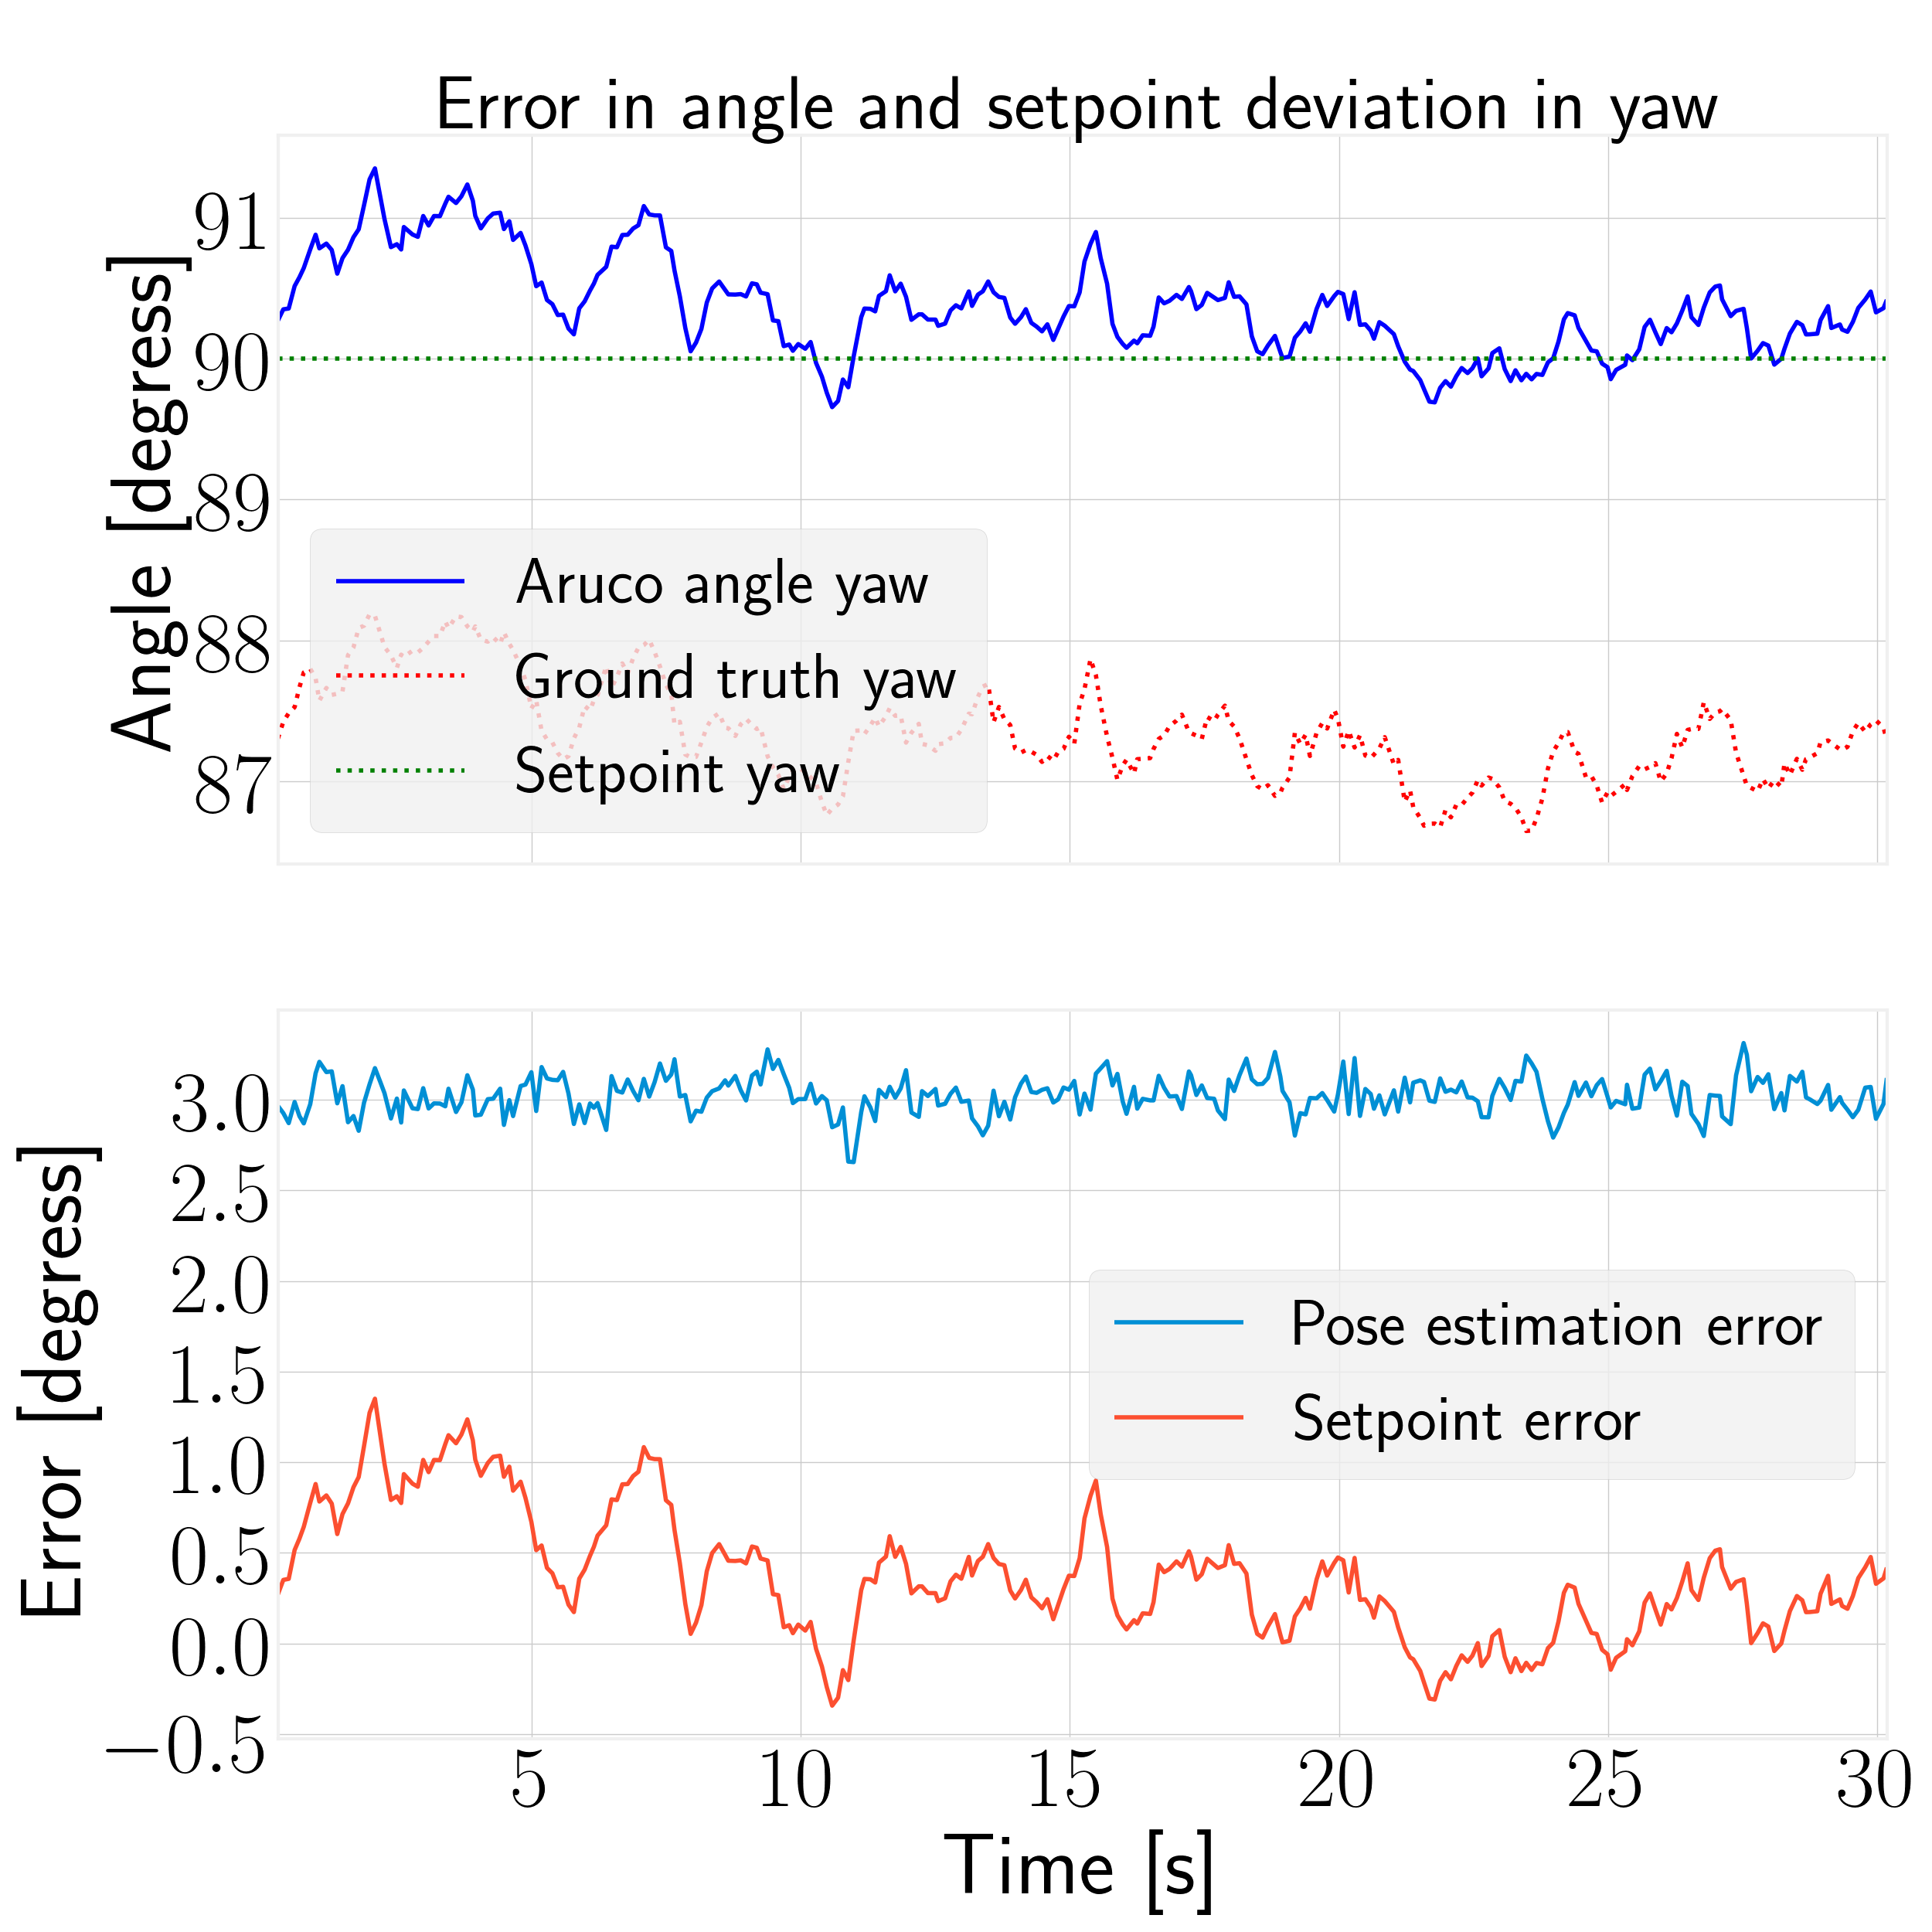 Error in angle and setpoint deviation in yaw
Angle [degress]
91
90
89
88
87
Aruco angle yaw
Ground truth yaw
Setpoint yaw
Error [degress]
3.0
2.5
2.0
1.5
1.0
0.5
0.0
−0.5
Pose estimation error
Setpoint error
5 10 15 20 25 30
Time [s]